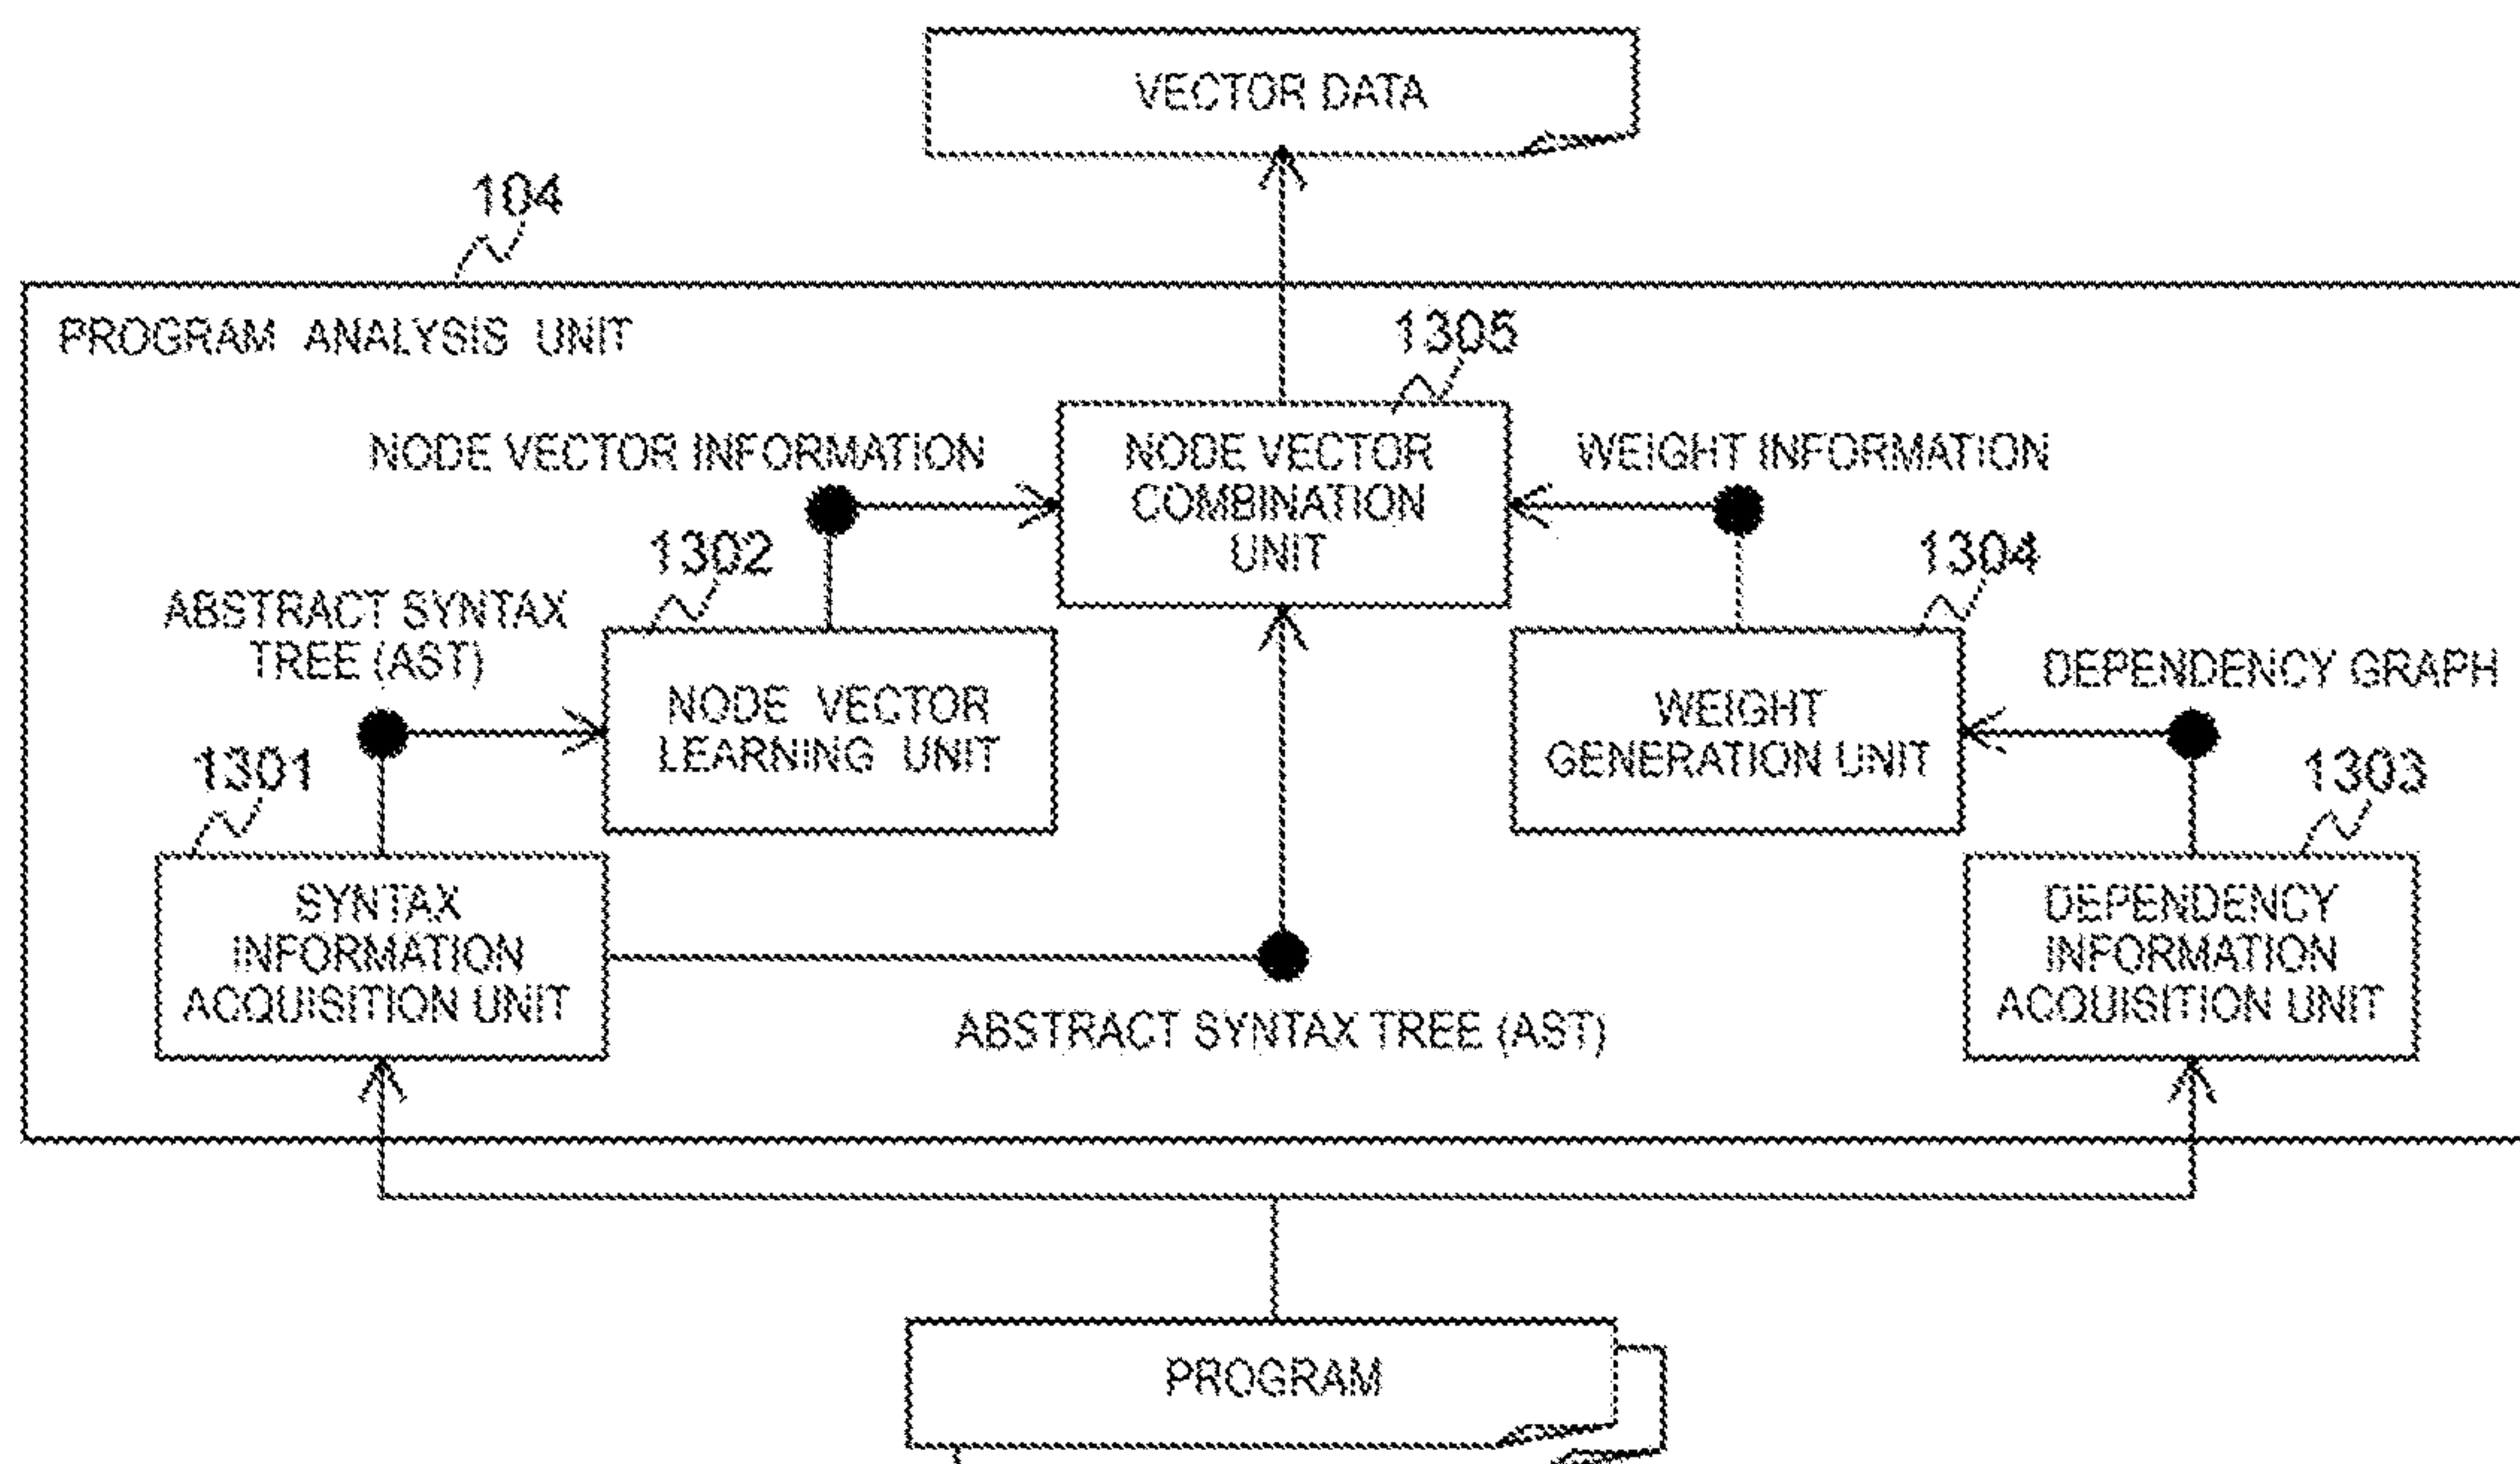 VECTOR DATA
104
PROGRAM ANALYSIS UNIT
1305
NODE VECTOR INFORMATION
NODE VECTOR
COMBINATION
UNIT
WEIGHT INFORMATION
1302
1304
ABSTRACT SYNTAX
TREE (AST)
NODE VECTOR
LEARNING UNIT
WEIGHT
GENERATION UNIT
DEPENDENCY GRAPH
1301
1303
SYNTAX
INFORMATION
ACQUISITION UNIT
DEPENDENCY
INFORMATION
ACQUISITION UNIT
ABSTRACT SYNTAX TREE (AST)
PROGRAM